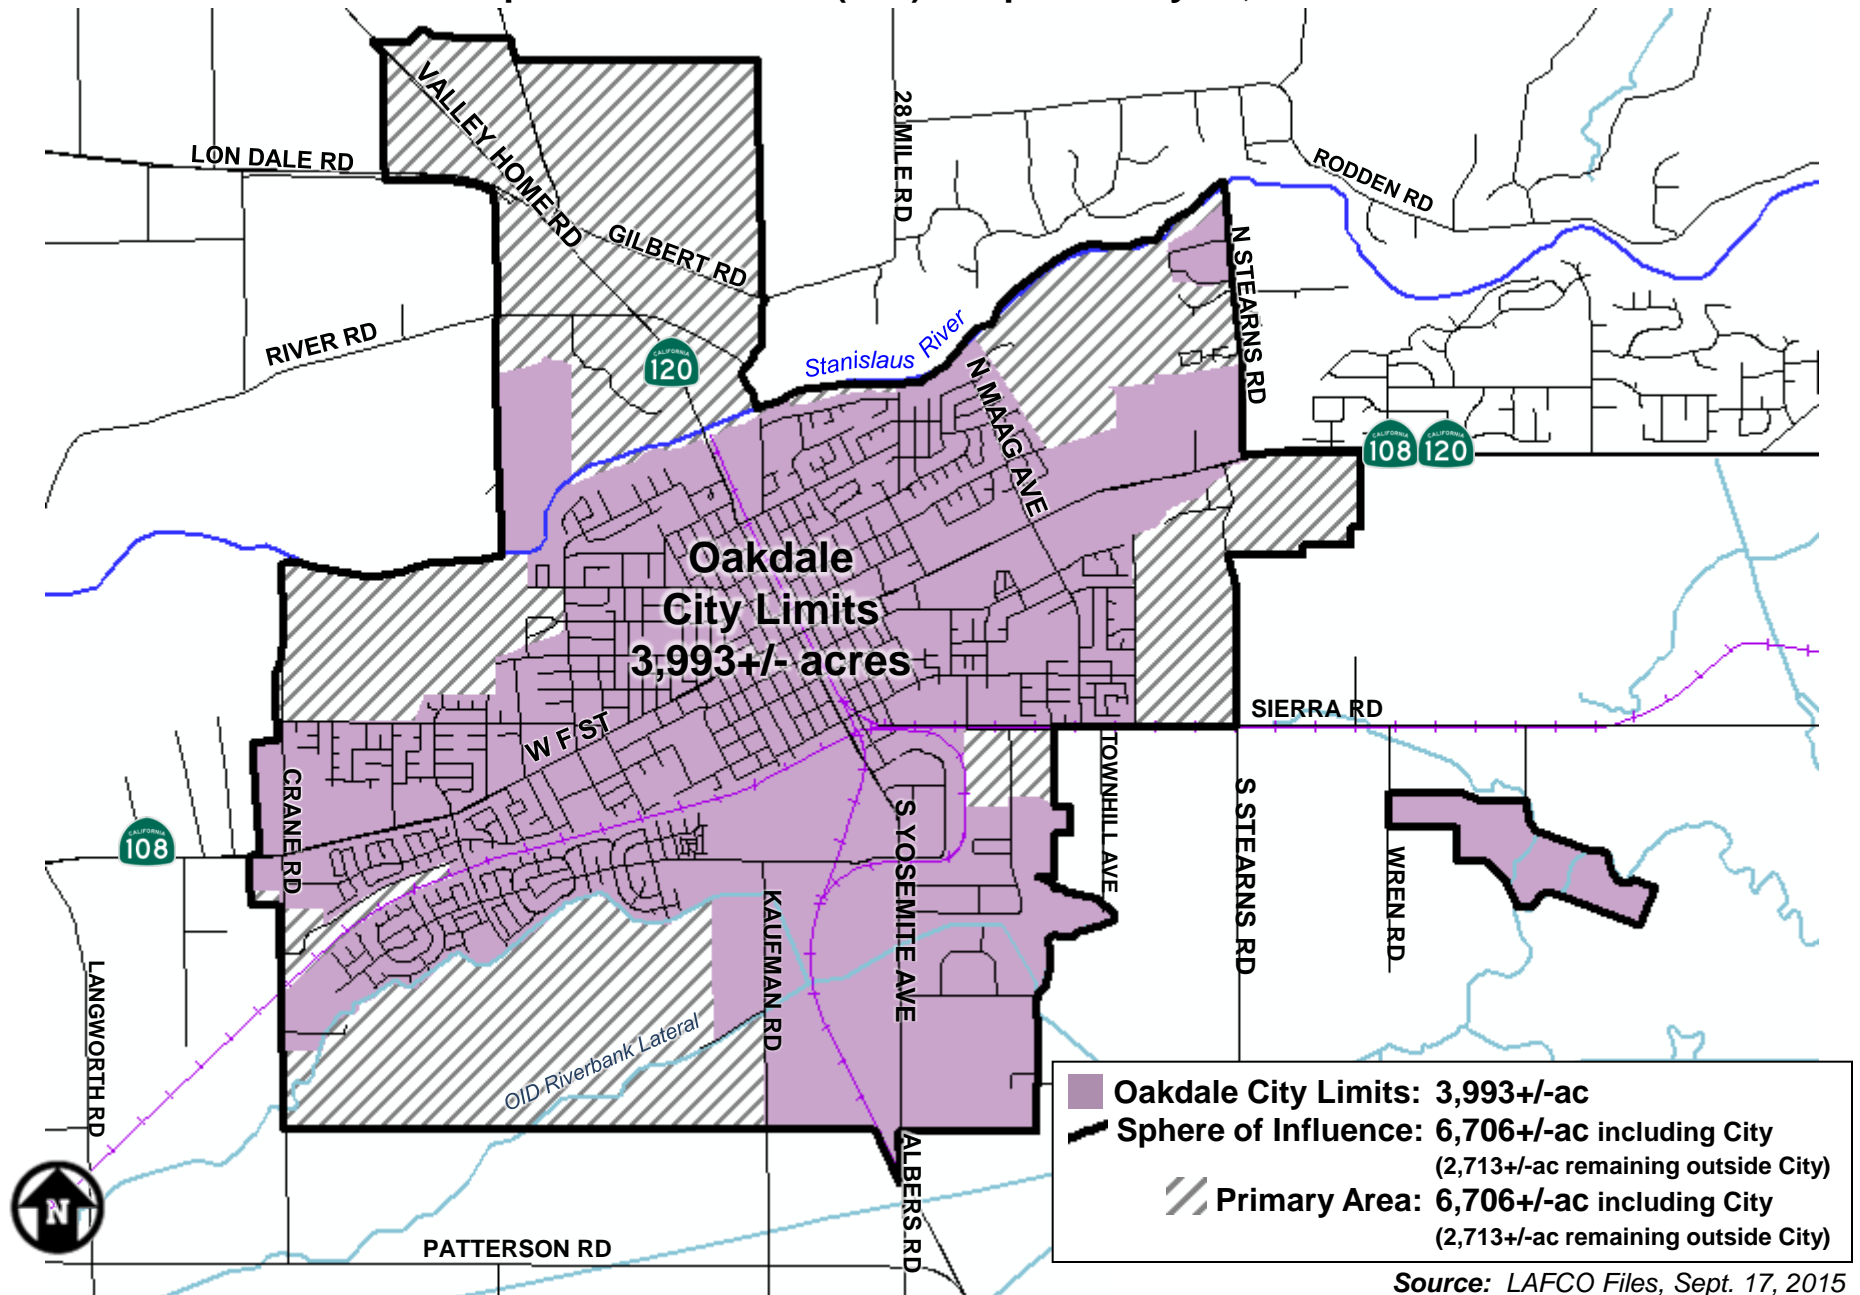 VALLEY HOME RD
28 MILE RD
LON DALE RD
RODDEN RD
GILBERT RD
N STEARNS RD
RIVER RD
Stanislaus River
CALIFORNIA
120
N MAAG AVE
CALIFORNIA
108
CALIFORNIA
120
Oakdale
City Limits
3,993+/- acres
SIERRA RD
W F ST
TOWNHILL AVE
CRANE RD
S STEARNS RD
S YOSEMITE AVE
CALIFORNIA
108
WREN RD
KAUFMAN RD
LANGWORTH RD
OID Riverbank Lateral
ALBERS RD
N
PATTERSON RD
Oakdale City Limits: 3,993+/-ac
Sphere of Influence: 6,706+/-ac including City
(2,713+/-ac remaining outside City)
Primary Area: 6,706+/-ac including City
(2,713+/-ac remaining outside City)
Source: LAFCO Files, Sept. 17, 2015